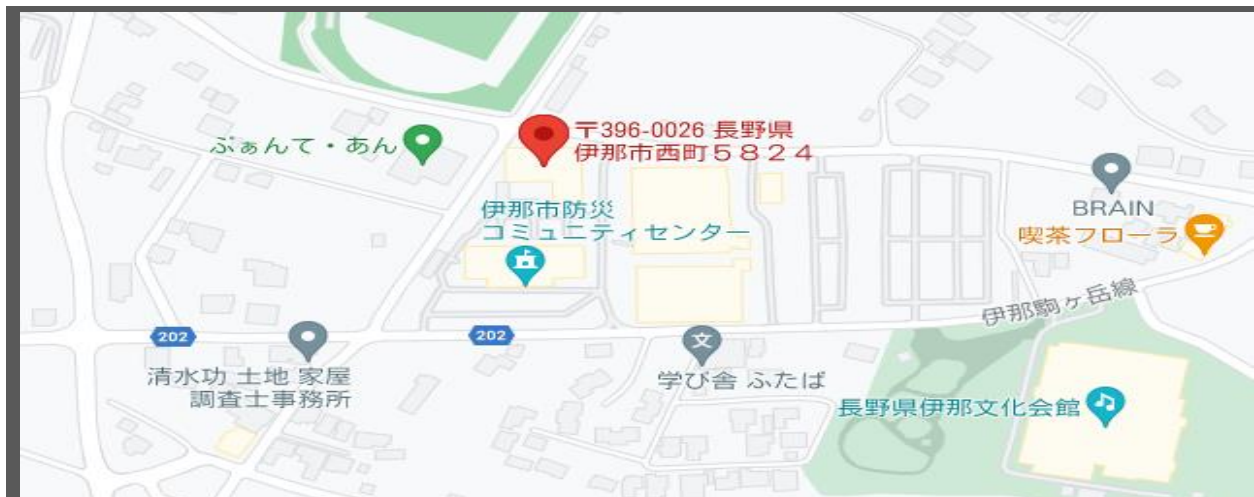 〒396-0026 長野県
伊那市西町5824
ぷぁんて・あん
伊那市防災
コミュニティセンター
BRAIN
喫茶フローラ
伊那駒ヶ岳線
202
202
清水功 土地 家屋
調査士事務所
文
学び舎 ふたば
長野県伊那文化会館